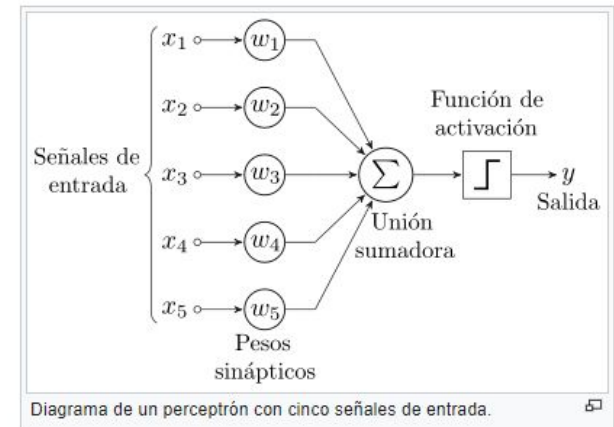 x1
w1
x2
w2
Función de
activación
Señales de
entrada
x3
w3
Σ
y
Salida
Unión
sumadora
x4
w4
x5
w5
Pesos
sinápticos
Diagrama de un perceptrón con cinco señales de entrada.